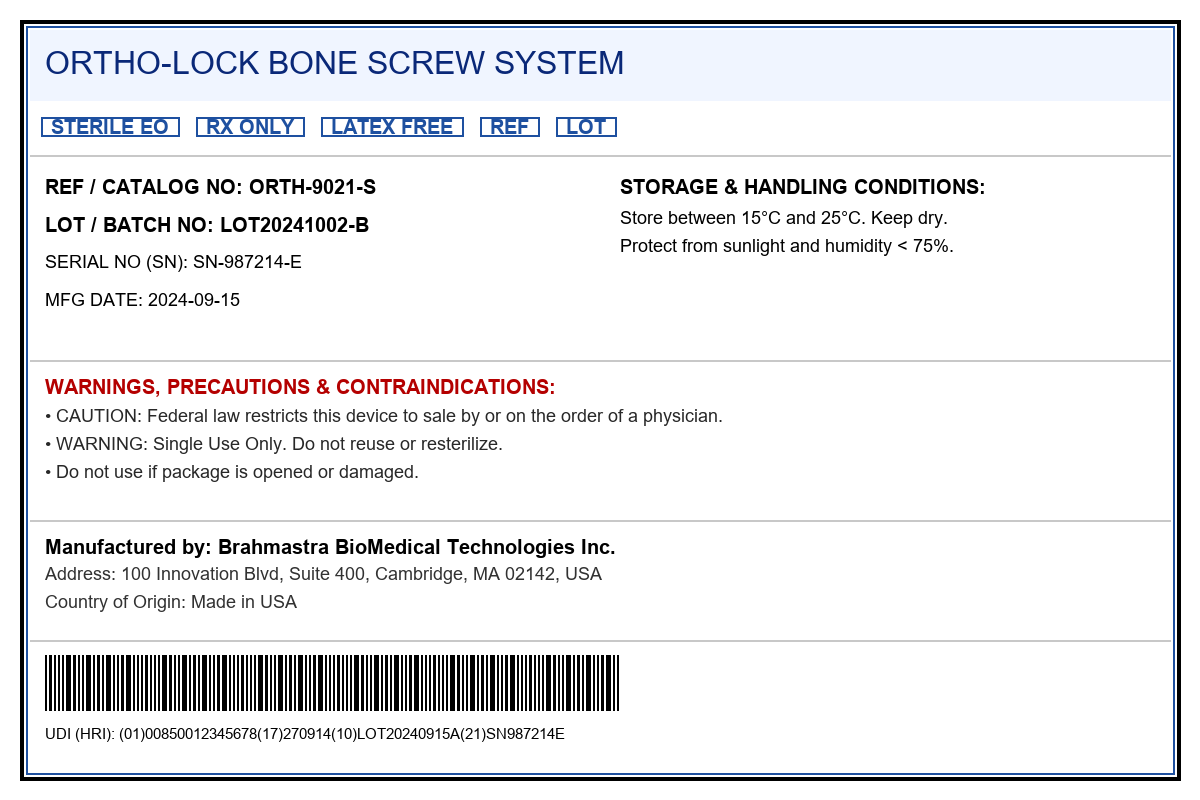 ORTHO-LOCK BONE SCREW SYSTEM
STERILE EO RX ONLY LATEX FREE REF LOT
REF / CATALOG NO: ORTH-9021-S
LOT / BATCH NO: LOT20241002-B
SERIAL NO (SN): SN-987214-E
MFG DATE: 2024-09-15
STORAGE & HANDLING CONDITIONS:
Store between 15°C and 25°C. Keep dry.
Protect from sunlight and humidity < 75%.
WARNINGS, PRECAUTIONS & CONTRAINDICATIONS:
• CAUTION: Federal law restricts this device to sale by or on the order of a physician.
• WARNING: Single Use Only. Do not reuse or resterilize.
• Do not use if package is opened or damaged.
Manufactured by: Brahmastra BioMedical Technologies Inc.
Address: 100 Innovation Blvd, Suite 400, Cambridge, MA 02142, USA
Country of Origin: Made in USA
UDI (HRI): (01)00850012345678(17)270914(10)LOT20240915A(21)SN987214E